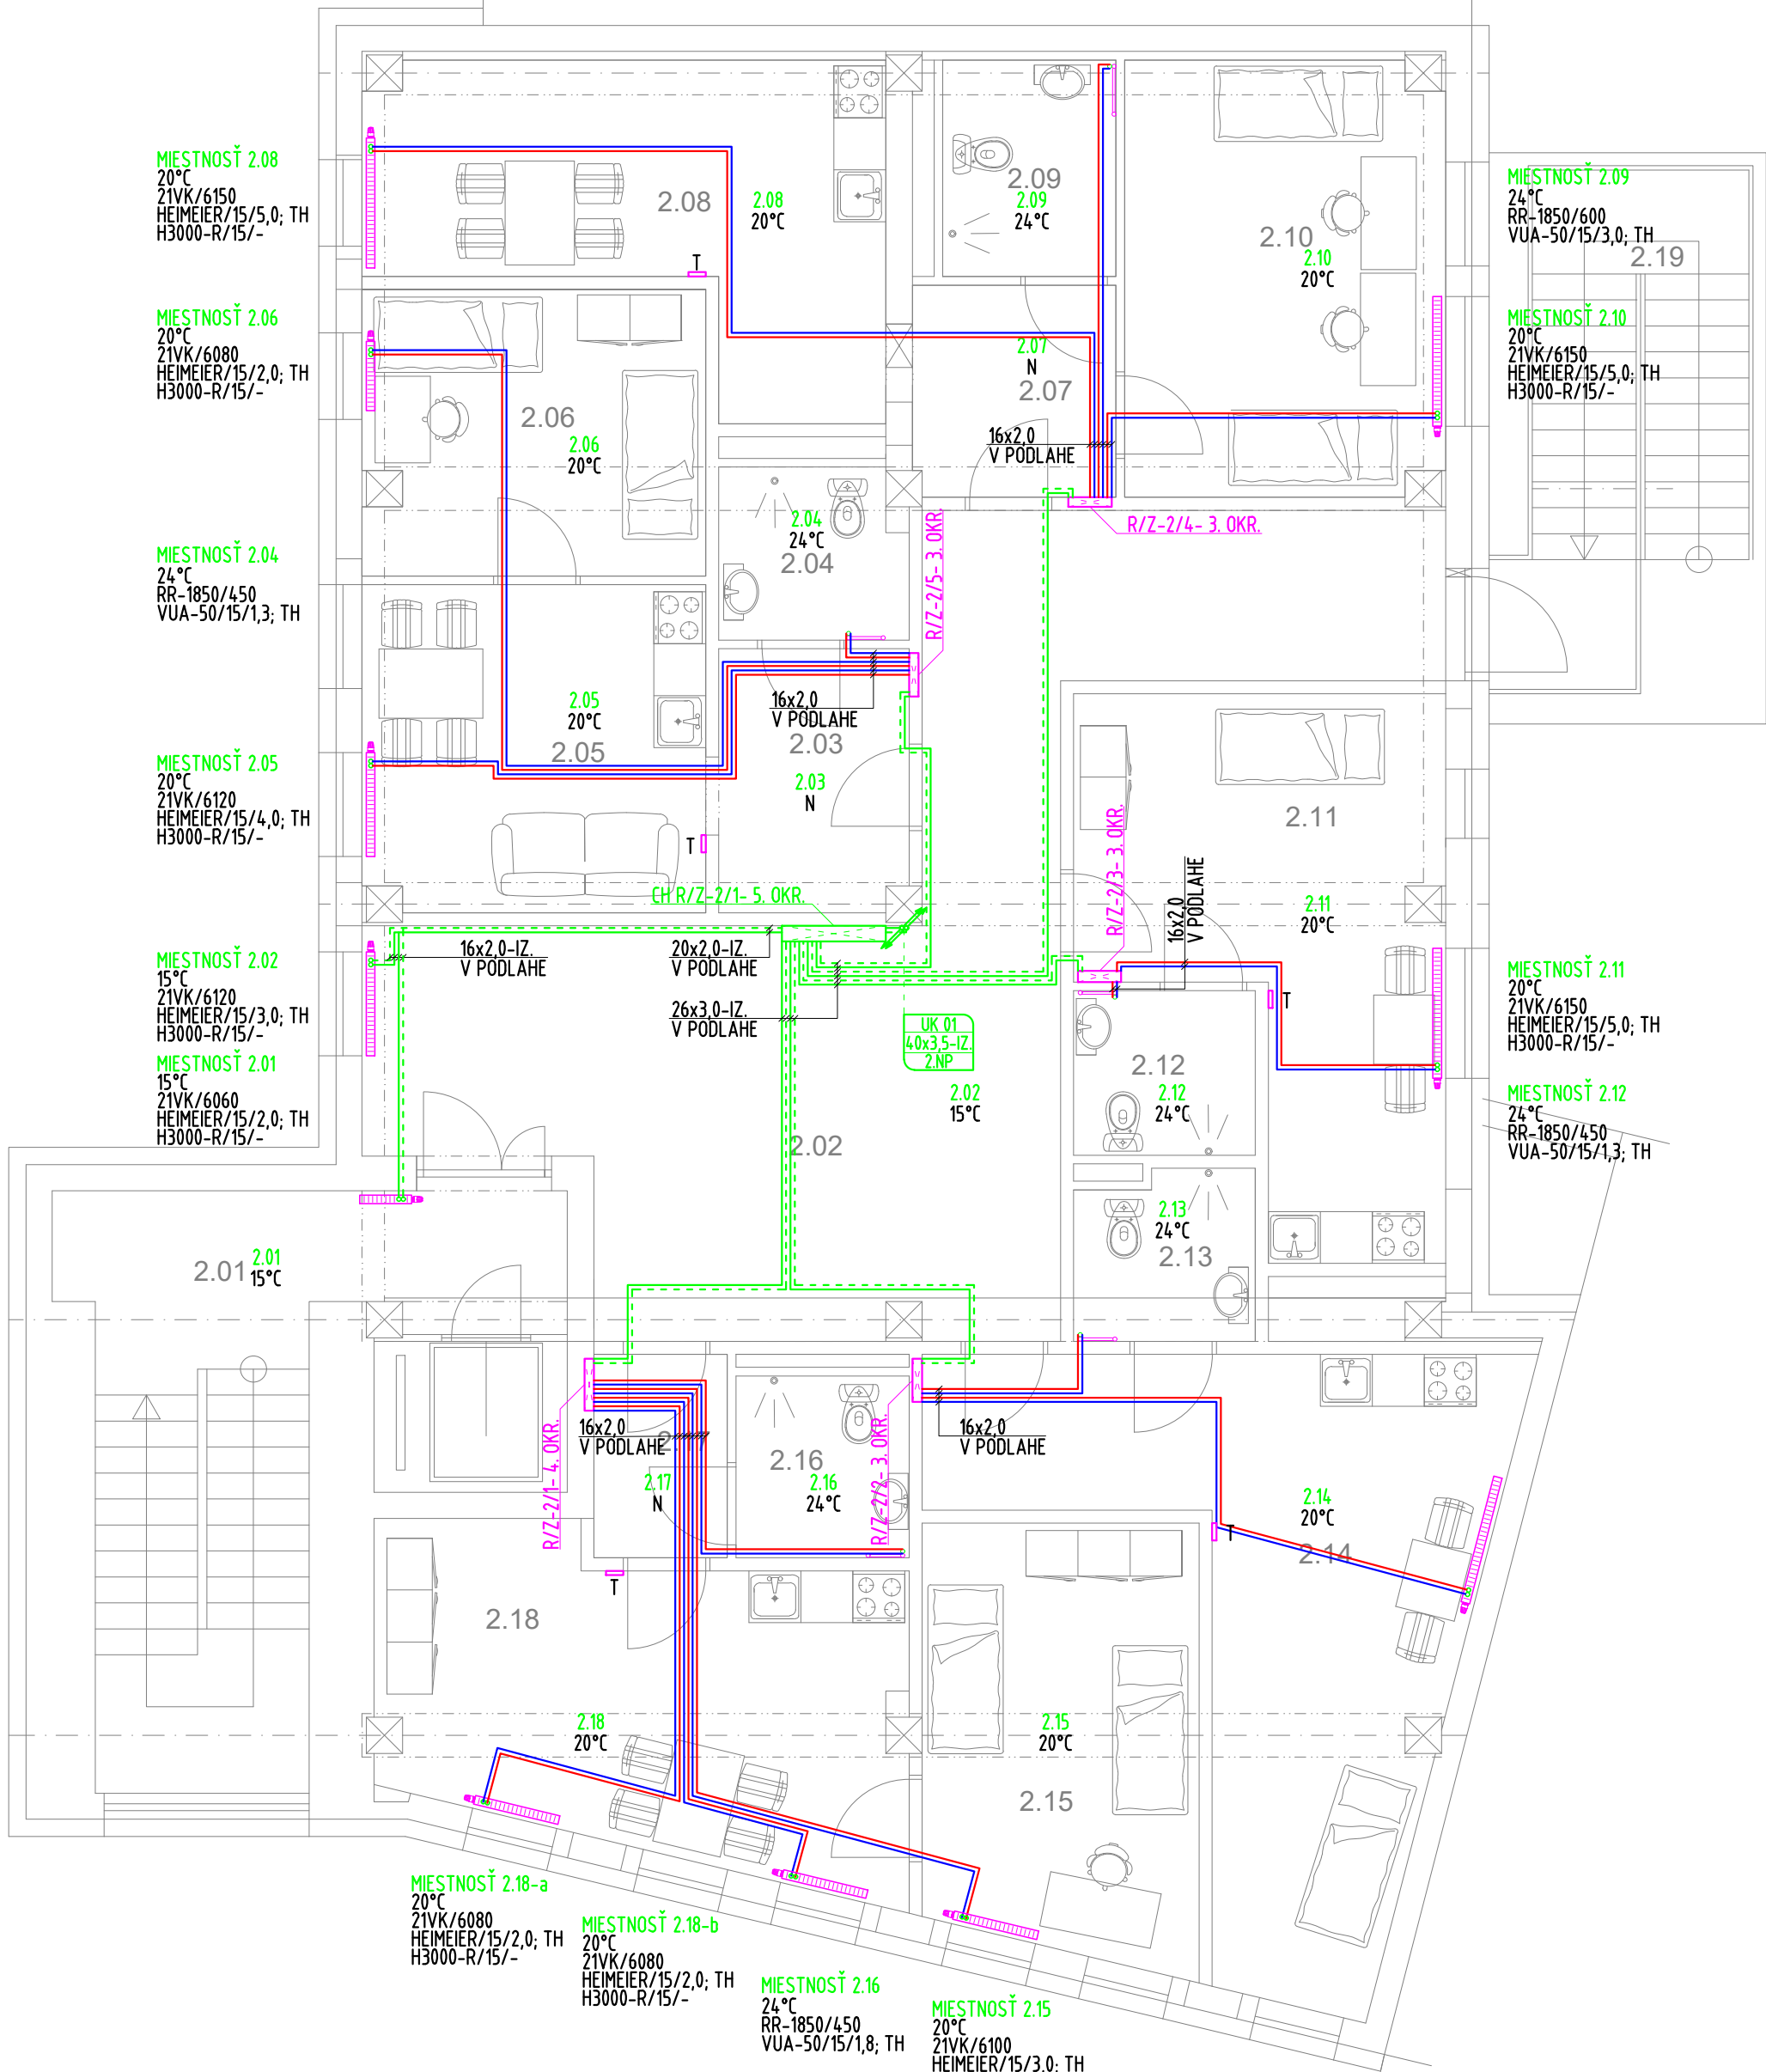 MIESTNOSŤ 2.08
20°C
21VK/6150
HEIMEIER/15/5,0; TH
H3000-R/15/-
MIESTNOSŤ 2.06
20°C
21VK/6080
HEIMEIER/15/2,0; TH
H3000-R/15/-
MIESTNOSŤ 2.04
24°C
RR-1850/450
VUA-50/15/1,3; TH
MIESTNOSŤ 2.05
20°C
21VK/6120
HEIMEIER/15/4,0; TH
H3000-R/15/-
MIESTNOSŤ 2.02
15°C
21VK/6120
HEIMEIER/15/3,0; TH
H3000-R/15/-
MIESTNOSŤ 2.01
15°C
21VK/6060
HEIMEIER/15/2,0; TH
H3000-R/15/-
2.08
2.08
20°C
T
2.09
2.09
24°C
2.10
2.10
20°C
2.07
N
2.07
16x2,0
V PODLAHE
R/Z-2/4- 3. OKR.
2.06
2.06
20°C
2.04
24°C
2.04
R/Z-2/5- 3. OKR.
16x2,0
V PODLAHE
2.03
2.03
N
2.05
20°C
2.05
T
CH R/Z-2/1- 5. OKR.
16x2,0-IZ.
V PODLAHE
20x2,0-IZ.
V PODLAHE
26x3,0-IZ.
V PODLAHE
UK 01
40x3,5-IZ.
2.NP
2.02
15°C
2.02
R/Z-2/3- 3. OKR.
16x2,0
V PODLAHE
2.11
2.11
20°C
T
2.12
2.12
24°C
2.13
24°C
2.13
2.01
2.01
15°C
R/Z-2/1- 4. OKR.
16x2,0
V PODLAHE
2.17
N
2.16
2.16
24°C
R/Z-2/2- 3. OKR.
16x2,0
V PODLAHE
2.14
20°C
T
2.14
T
2.18
2.18
20°C
2.15
20°C
2.15
MIESTNOSŤ 2.09
24°C
RR-1850/600
VUA-50/15/3,0; TH
2.19
MIESTNOSŤ 2.10
20°C
21VK/6150
HEIMEIER/15/5,0; TH
H3000-R/15/-
MIESTNOSŤ 2.11
20°C
21VK/6150
HEIMEIER/15/5,0; TH
H3000-R/15/-
MIESTNOSŤ 2.12
24°C
RR-1850/450
VUA-50/15/1,3; TH
MIESTNOSŤ 2.18-a
20°C
21VK/6080
HEIMEIER/15/2,0; TH
H3000-R/15/-
MIESTNOSŤ 2.18-b
20°C
21VK/6080
HEIMEIER/15/2,0; TH
H3000-R/15/-
MIESTNOSŤ 2.16
24°C
RR-1850/450
VUA-50/15/1,8; TH
MIESTNOSŤ 2.15
20°C
21VK/6100
HEIMEIER/15/3,0; TH